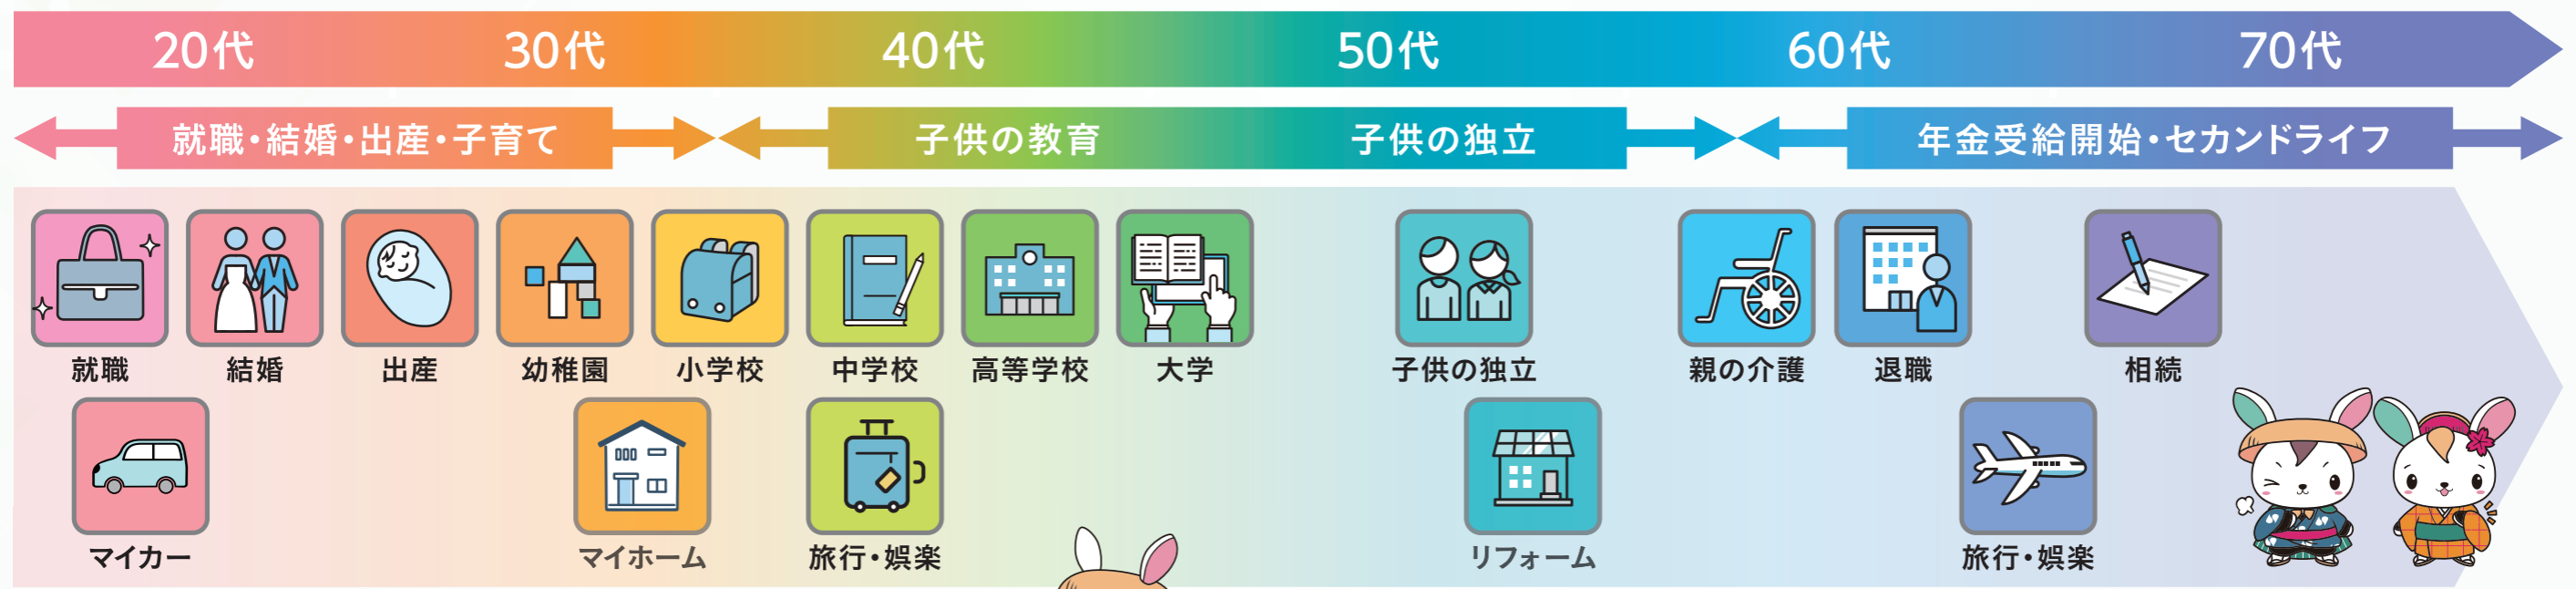 20代 30代 40代 50代 60代 70代
就職・結婚・出産・子育て 子供の教育 子供の独立 年金受給開始・セカンドライフ
就職 結婚 出産 幼稚園 小学校 中学校 高等学校 大学 子供の独立 親の介護 退職 相続
マイカー マイホーム 旅行・娯楽 リフォーム 旅行・娯楽